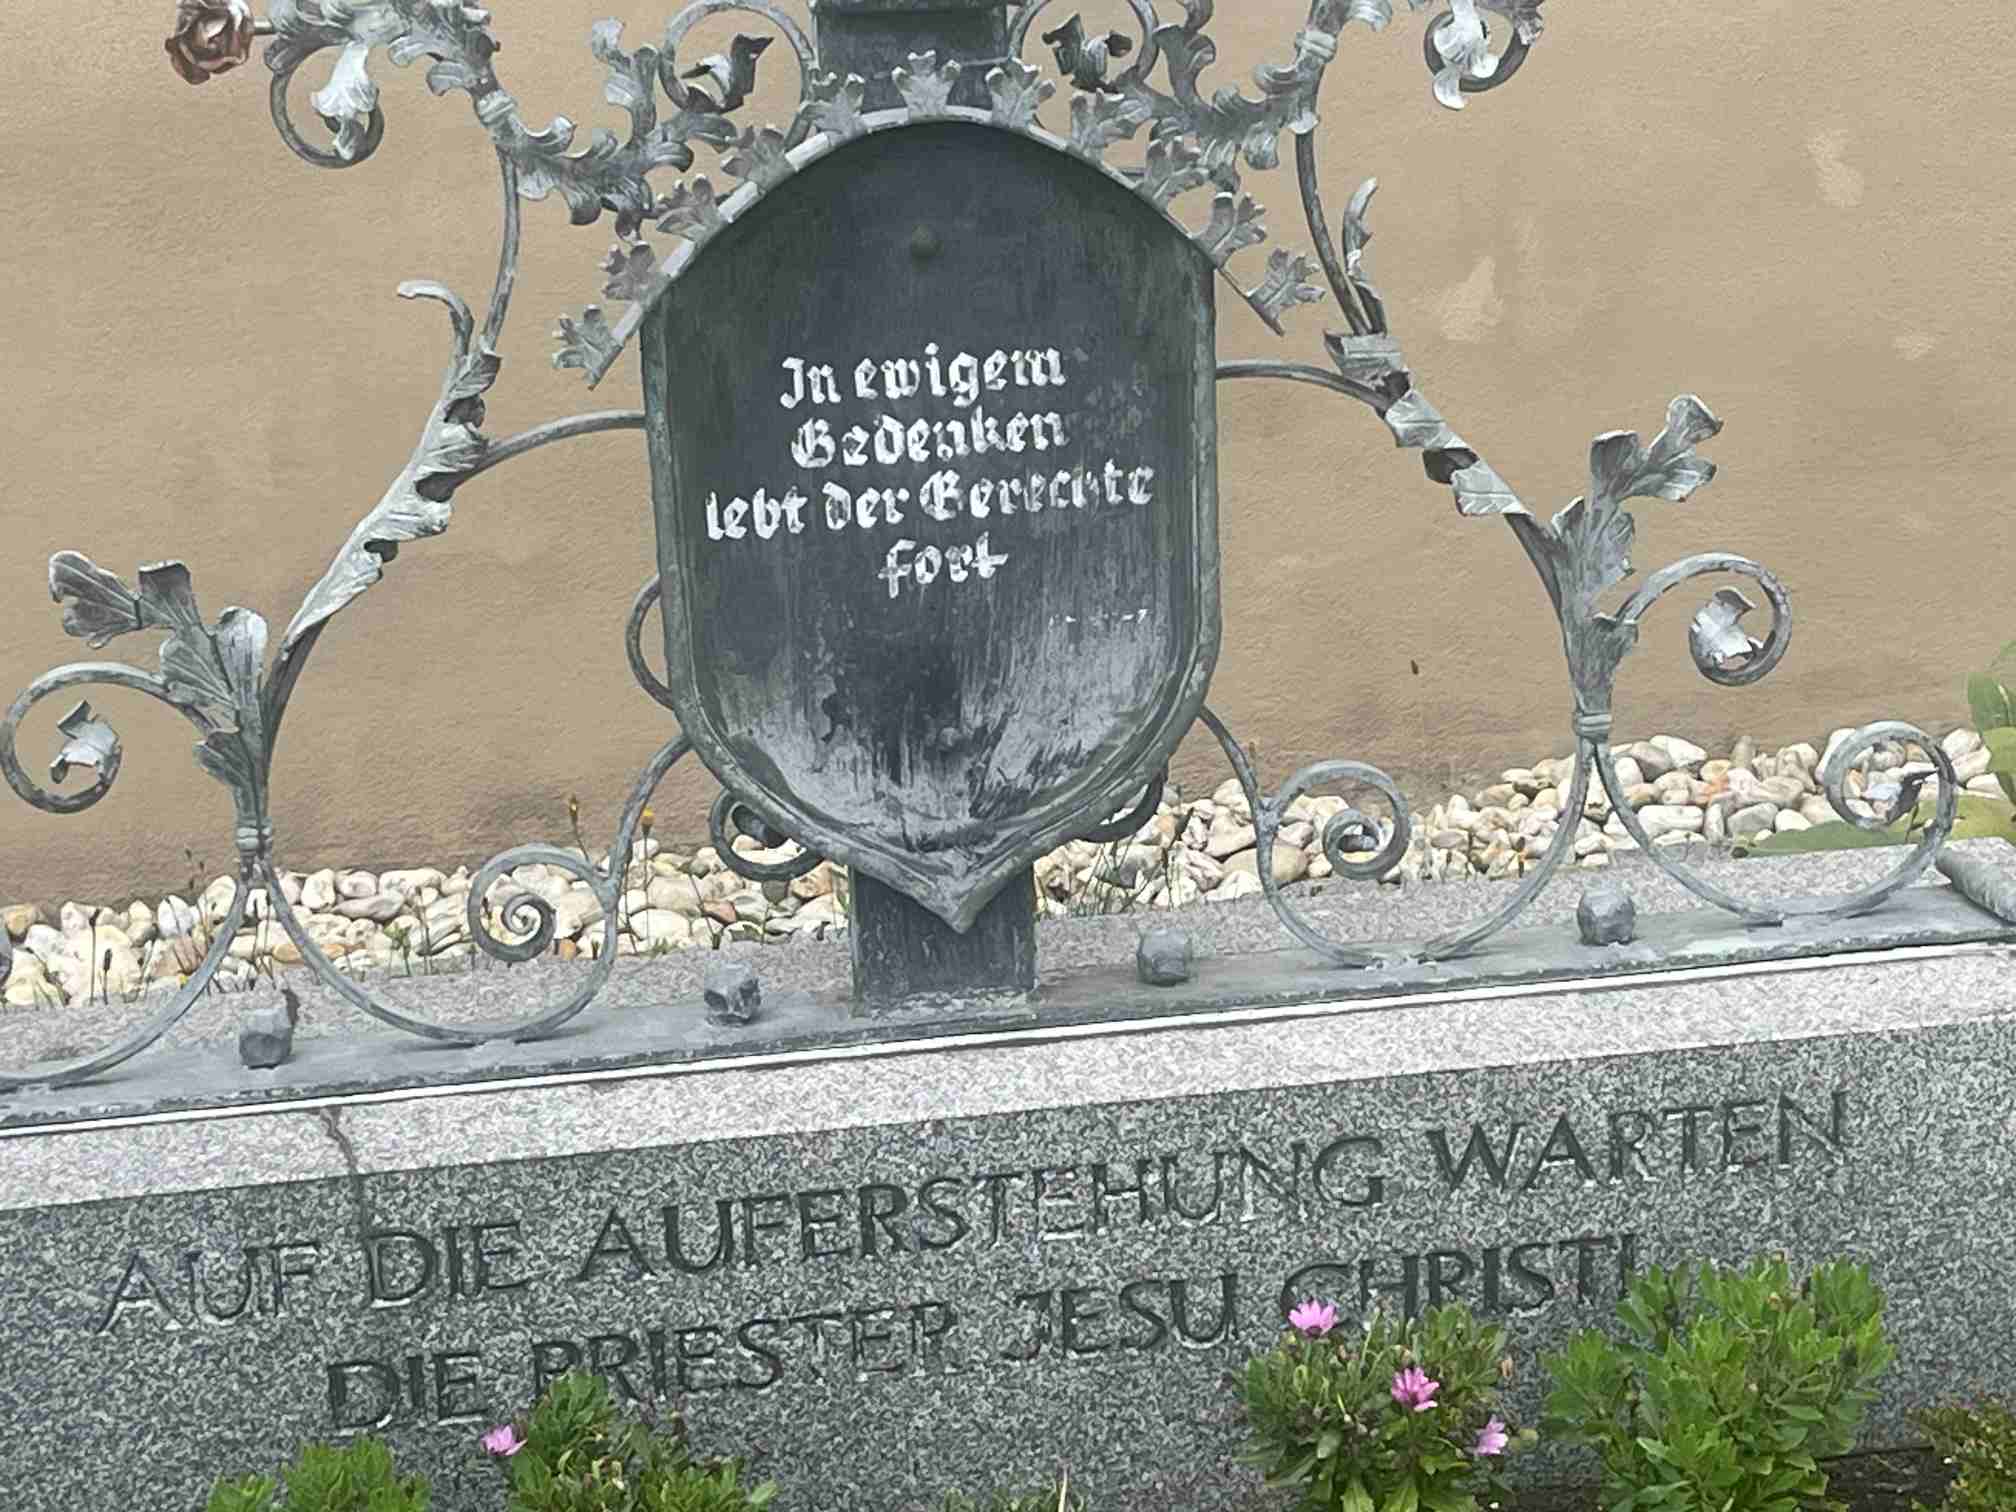 In ewigem
Gedenken
lebt der Gerechte
fort
AUF DIE AUFERSTEHUNG WARTEN
DIE PRIESTER JESU CHRISTI